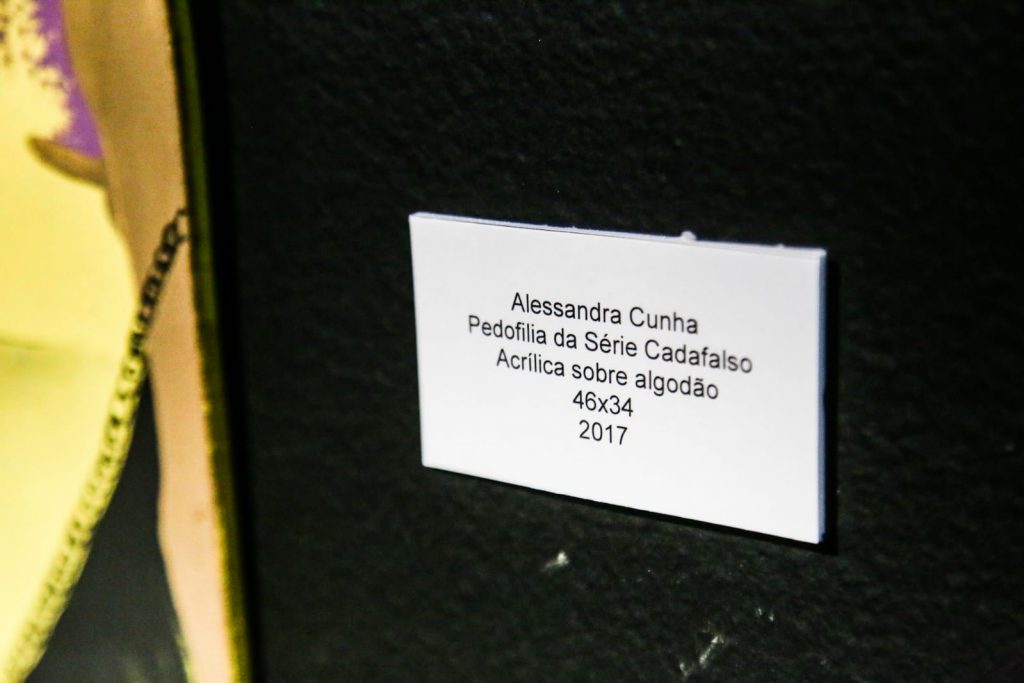 Alessandra Cunha
Pedofilia da Série Cadafalso
Acrílica sobre algodão
46x34
2017